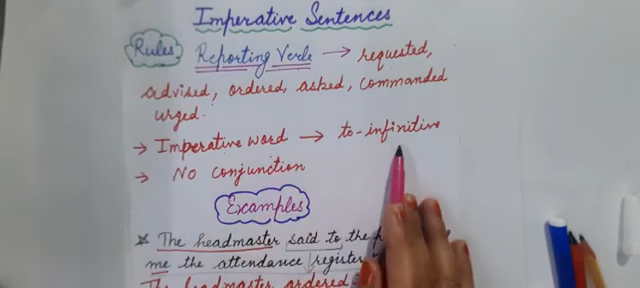 Imperative Sentences
Rules Reporting Verb → requested,
advised, ordered, asked, commanded
urged.
→ Imperative word → to-infinitive
→ No conjunction
Examples
* The headmaster said to the
me the attendance register
The headmaster ordered